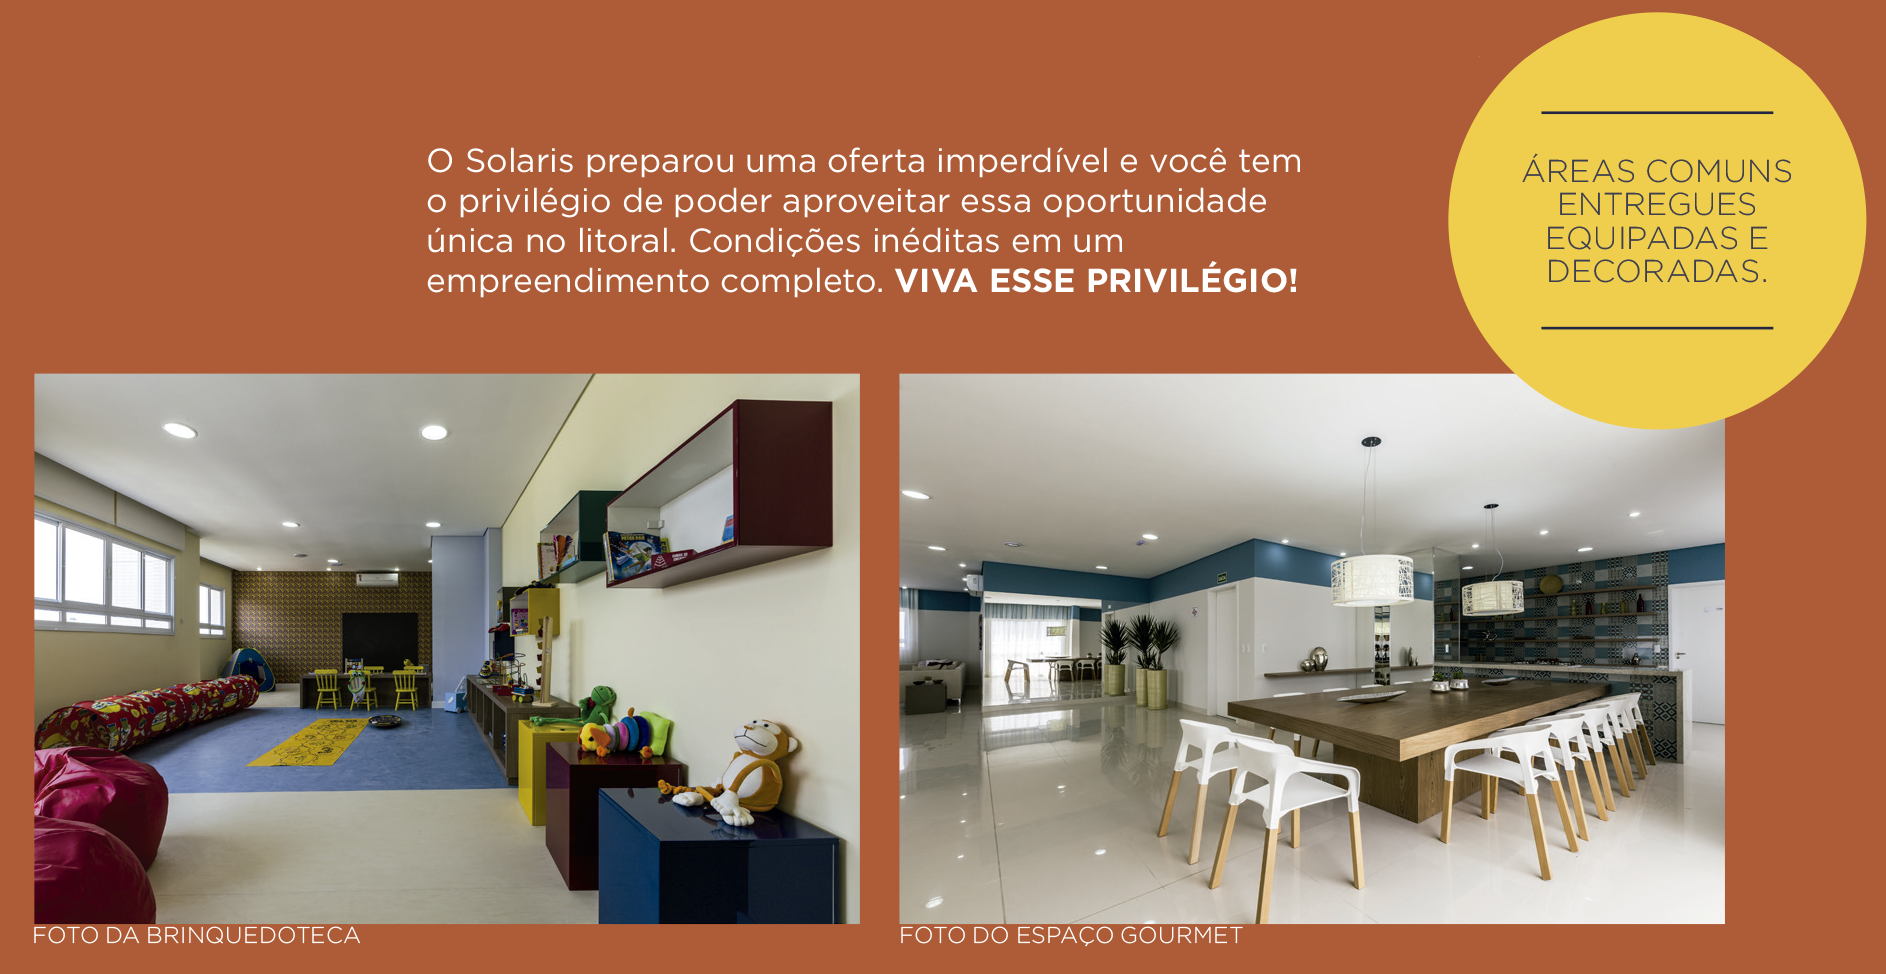 O Solaris preparou uma oferta imperdível e você tem
o privilégio de poder aproveitar essa oportunidade
única no litoral. Condições inéditas em um
empreendimento completo. VIVA ESSE PRIVILÉGIO!
ÁREAS COMUNS
ENTREGUES
EQUIPADAS E
DECORADAS.
FOTO DA BRINQUEDOTECA
FOTO DO ESPAÇO GOURMET